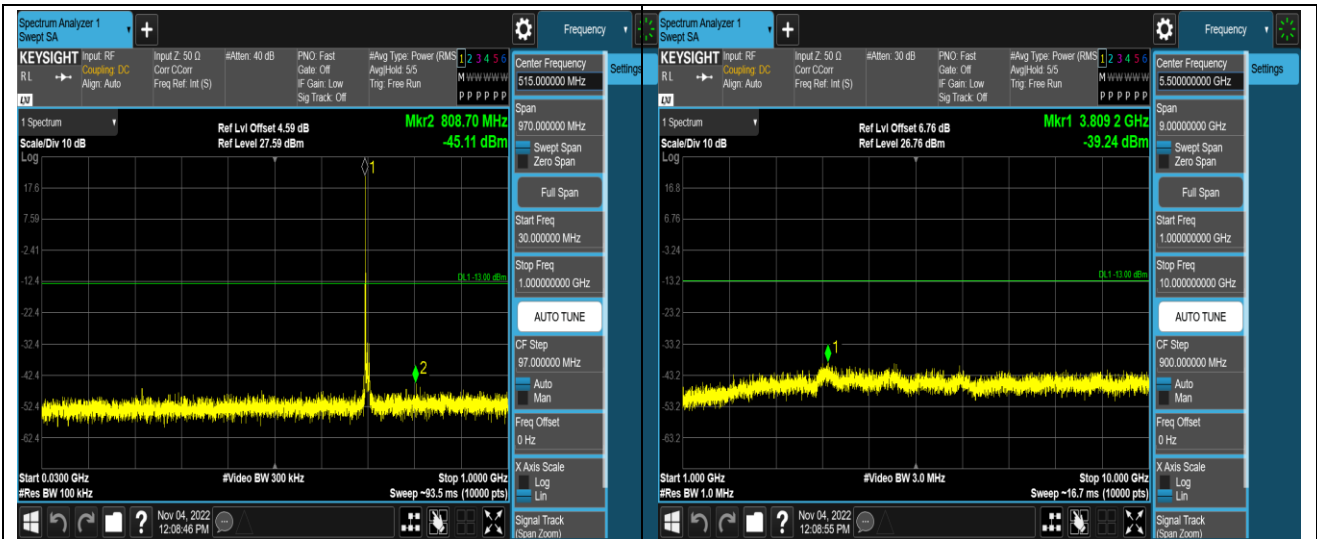 Spectrum Analyzer 1
Swept SA
+
Frequency
KEYSIGHT
RL
LXI
Input: RF
Coupling: DC
Align: Auto
Input Z: 50 Ω
Corr CCorr
Freq Ref: Int (S)
#Atten: 40 dB
PNO: Fast
Gate: Off
IF Gain: Low
Sig Track: Off
#Avg Type: Power (RMS
Avg|Hold: 5/5
Trig: Free Run
1 2 3 4 5 6
M W W W W W
P P P P P P
1 Spectrum
Scale/Div 10 dB
Log
Ref Lvl Offset 4.59 dB
Ref Level 27.59 dBm
Mkr2 808.70 MHz
-45.11 dBm
1
17.6
7.59
-2.41
-12.4
DL1 -13.00 dBm
-22.4
-32.4
-42.4
2
-52.4
-62.4
Start 0.0300 GHz
#Res BW 100 kHz
#Video BW 300 kHz
Stop 1.0000 GHz
Sweep ~93.5 ms (10000 pts)
?
Nov 04, 2022
12:08:46 PM
Center Frequency
515.000000 MHz
Settings
Span
970.000000 MHz
Swept Span
Zero Span
Full Span
Start Freq
30.000000 MHz
Stop Freq
1.000000000 GHz
AUTO TUNE
CF Step
97.000000 MHz
Auto
Man
Freq Offset
0 Hz
X Axis Scale
Log
Lin
Signal Track
(Span Zoom)
Spectrum Analyzer 1
Swept SA
+
Frequency
KEYSIGHT
RL
LXI
Input: RF
Coupling: DC
Align: Auto
Input Z: 50 Ω
Corr CCorr
Freq Ref: Int (S)
#Atten: 30 dB
PNO: Fast
Gate: Off
IF Gain: Low
Sig Track: Off
#Avg Type: Power (RMS
Avg|Hold: 5/5
Trig: Free Run
1 2 3 4 5 6
M W W W W W
P P P P P P
1 Spectrum
Scale/Div 10 dB
Log
Ref Lvl Offset 6.76 dB
Ref Level 26.76 dBm
Mkr1 3.809 2 GHz
-39.24 dBm
16.8
6.76
-3.24
-13.2
DL1 -13.00 dBm
-23.2
-33.2
1
-43.2
-53.2
-63.2
Start 1.000 GHz
#Res BW 1.0 MHz
#Video BW 3.0 MHz
Stop 10.000 GHz
Sweep ~16.7 ms (10000 pts)
?
Nov 04, 2022
12:08:55 PM
Center Frequency
5.500000000 GHz
Settings
Span
9.00000000 GHz
Swept Span
Zero Span
Full Span
Start Freq
1.000000000 GHz
Stop Freq
10.000000000 GHz
AUTO TUNE
CF Step
900.000000 MHz
Auto
Man
Freq Offset
0 Hz
X Axis Scale
Log
Lin
Signal Track
(Span Zoom)